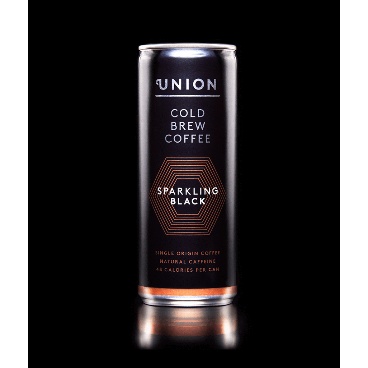 UNION
COLD
BREW
COFFEE
SPARKLING
BLACK
SINGLE ORIGIN COFFEE
NATURAL CAFFEINE
CALORIES PER CAN